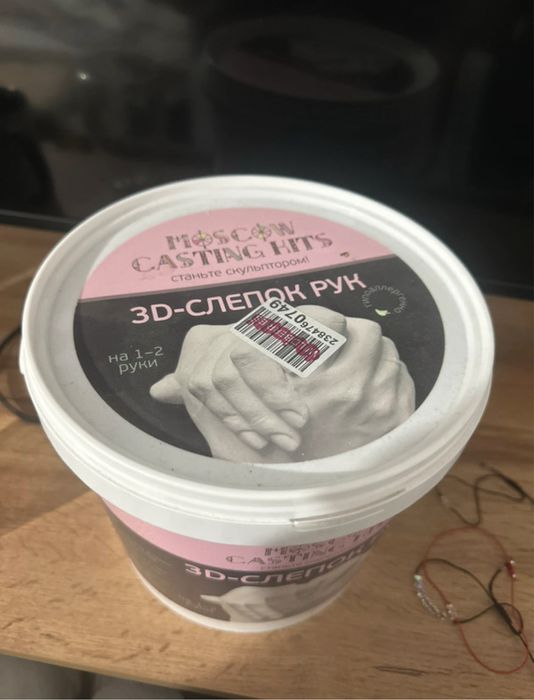 MOSCOW
CASTING KITS
станьте скульптором!
3D-СЛЕПОК РУК
гипоаллергенно
на 1-2
руки
2384760749
3D-СЛЕПОК